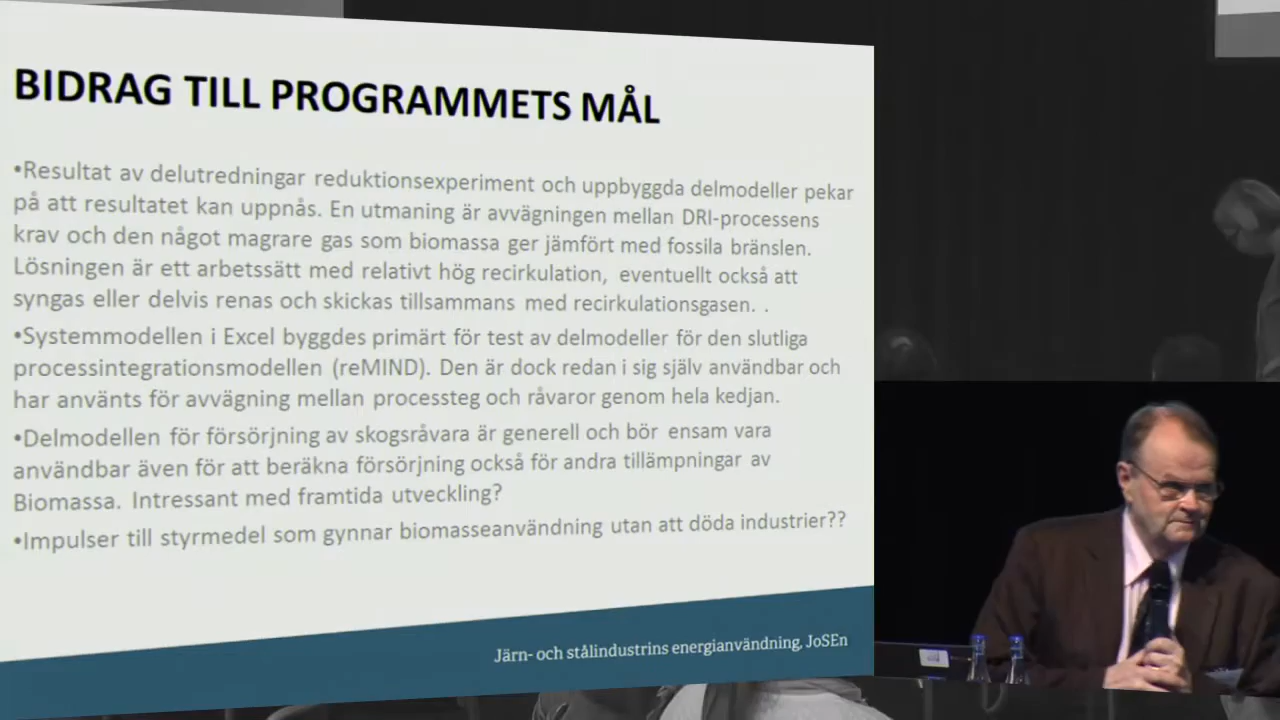 BIDRAG TILL PROGRAMMETS MÅL
•Resultat av delutredningar reduktionsexperiment och uppbyggda delmodeller pekar
på att resultatet kan uppnås. En utmaning är avvägningen mellan DRI-processens
krav och den något magrare gas som biomassa ger jämfört med fossila bränslen.
Lösningen är ett arbetssätt med relativt hög recirkulation, eventuellt också att
syngas eller delvis renas och skickas tillsammans med recirkulationsgasen. .
•Systemmodellen i Excel byggdes primärt för test av delmodeller för den slutliga
processintegrationsmodellen (reMIND). Den är dock redan i sig själv användbar och
har använts för avvägning mellan processteg och råvaror genom hela kedjan.
•Delmodellen för försörjning av skogsråvara är generell och bör ensam vara
användbar även för att beräkna försörjning också för andra tillämpningar av
Biomassa. Intressant med framtida utveckling?
•Impulser till styrmedel som gynnar biomasseanvändning utan att döda industrier??
Järn- och stålindustrins energianvändning, JoSEn